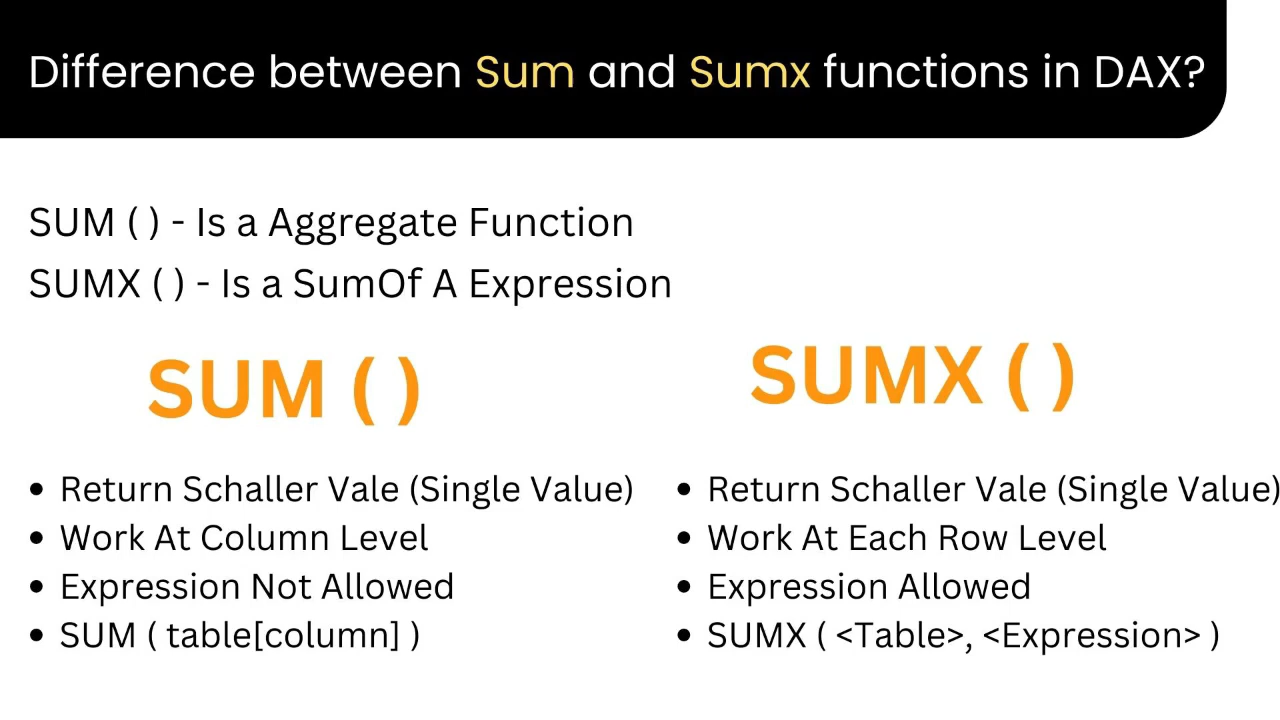 Difference between Sum and Sumx functions in DAX?
SUM ( ) - Is a Aggregate Function
SUMX ( ) - Is a SumOf A Expression
SUM ( )
• Return Schaller Vale (Single Value)
• Work At Column Level
• Expression Not Allowed
• SUM ( table[column] )
SUMX ( )
• Return Schaller Vale (Single Value)
• Work At Each Row Level
• Expression Allowed
• SUMX ( <Table>, <Expression> )